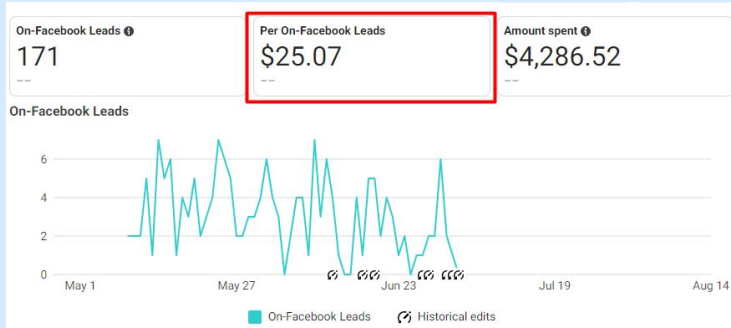 On-Facebook Leads
171
--
Per On-Facebook Leads
$25.07
--
Amount spent
$4,286.52
--
On-Facebook Leads
6
4
2
0
May 1 May 27 Jun 23 Jul 19 Aug 14
On-Facebook Leads Historical edits